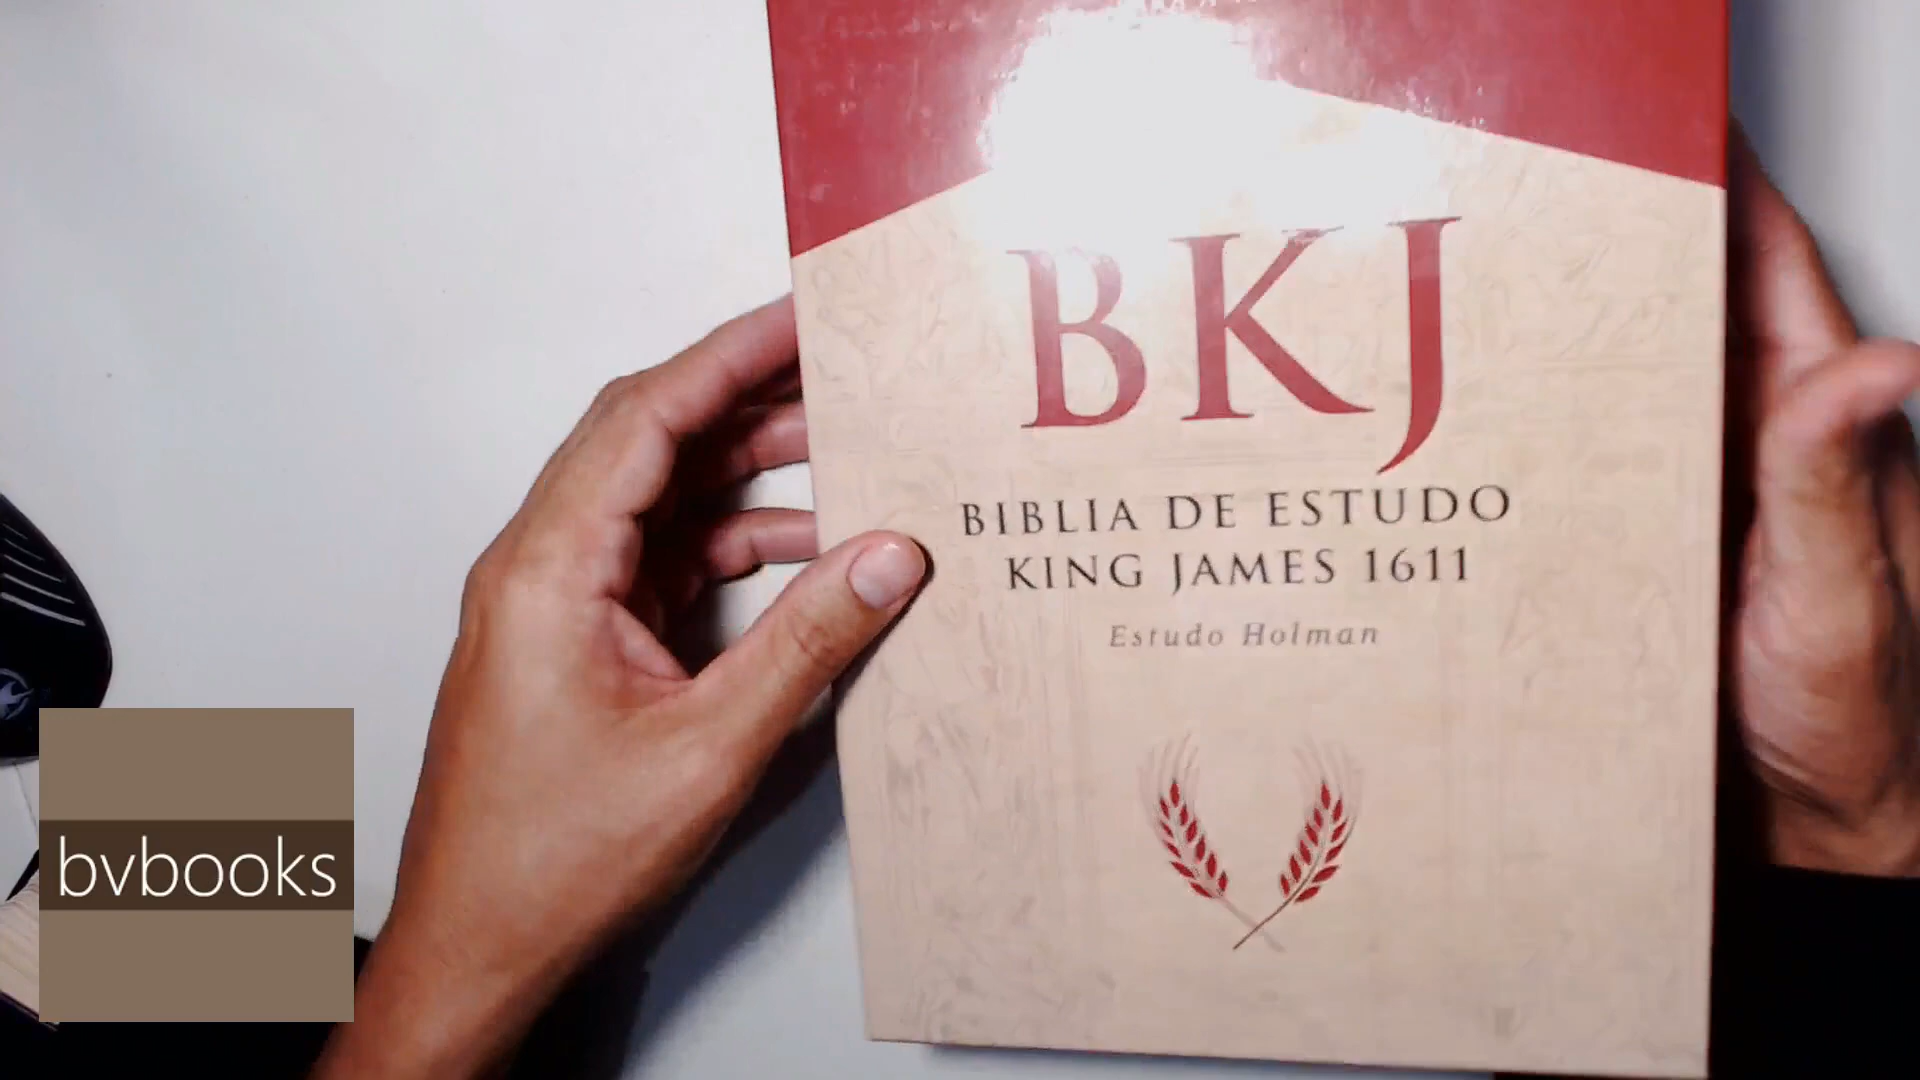 BKJ
BIBLIA DE ESTUDO
KING JAMES 1611
Estudo Holman
bvbooks